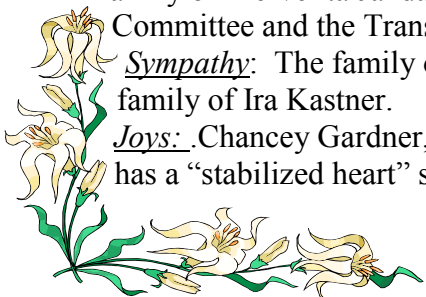 Committee and the Trans
Sympathy: The family
family of Ira Kastner.
Joys: .Chancey Gardner,
has a “stabilized heart” s